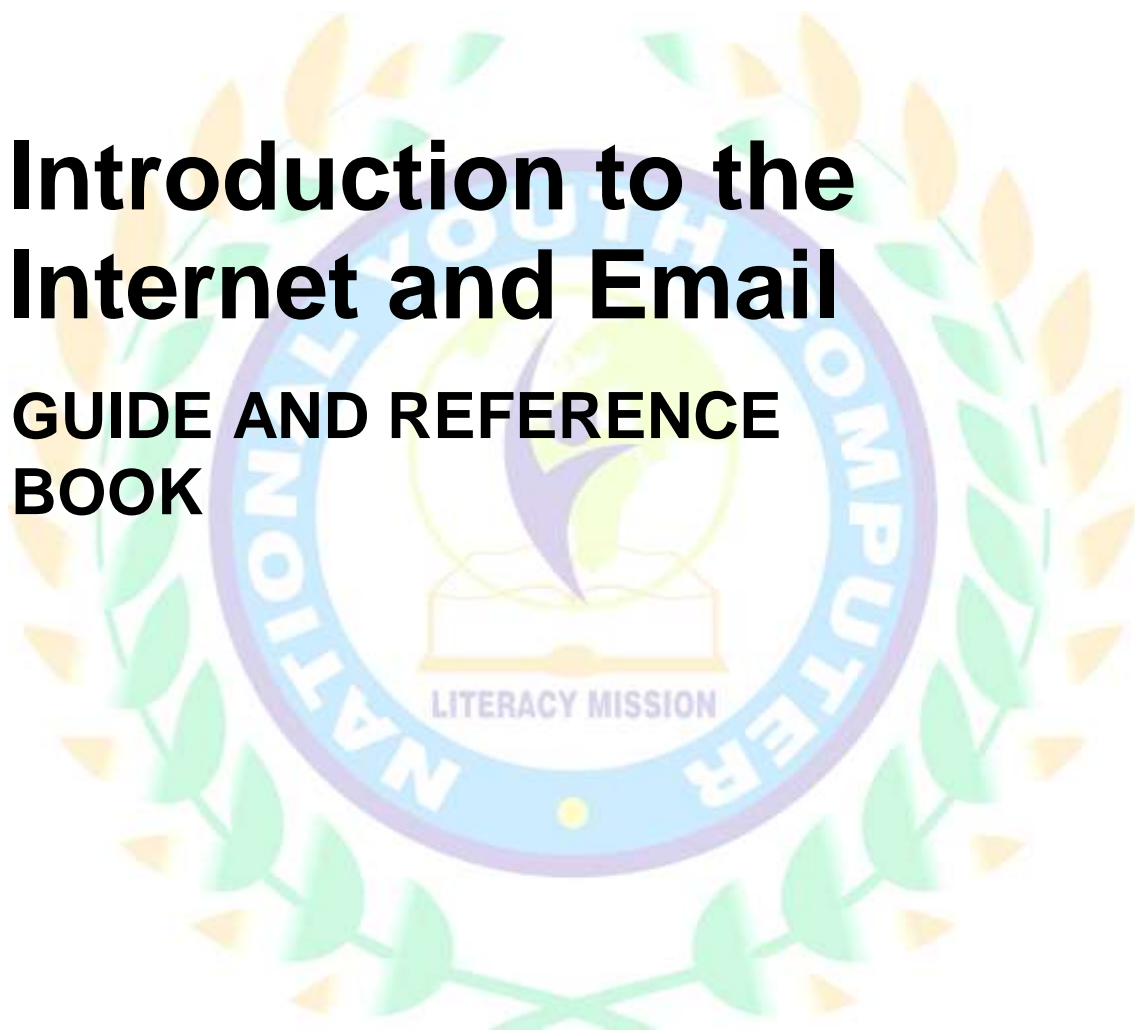 Introduction to the
Internet and Email
GUIDE AND REFERENCE
BOOK
NATIONAL YOUTH COMPUTER
LITERACY MISSION